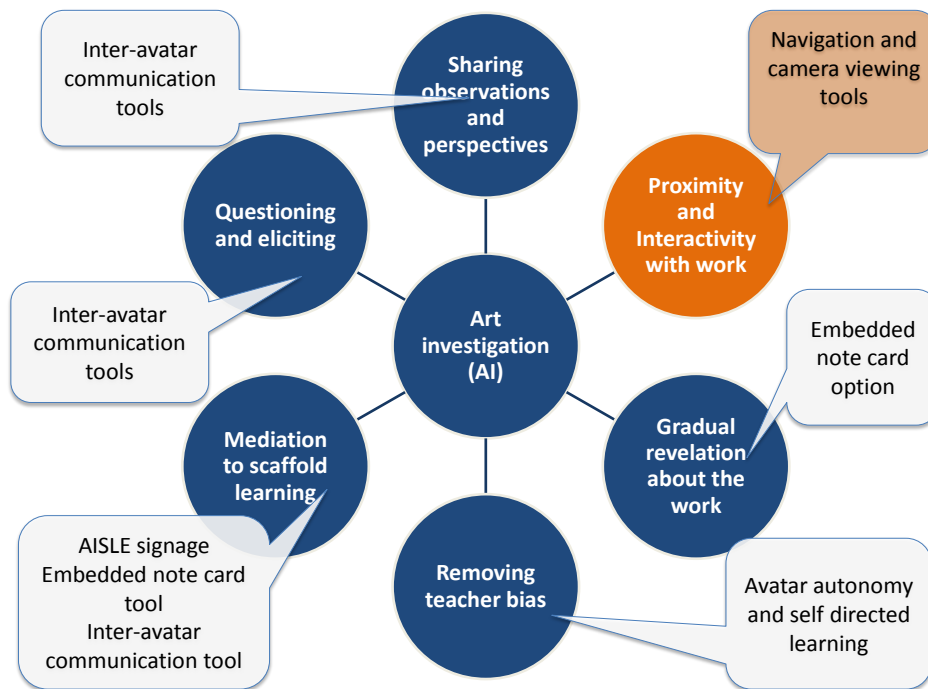 Inter-avatar
communication
tools
Sharing
observations
and
perspectives
Navigation and
camera viewing
tools
Questioning
and eliciting
Proximity
and
Interactivity
with work
Inter-avatar
communication
tools
Art
investigation
(AI)
Embedded
note card
option
Mediation
to scaffold
learning
Gradual
revelation
about the
work
AISLE signage
Embedded note card
tool
Inter-avatar
communication tool
Removing
teacher bias
Avatar autonomy
and self directed
learning